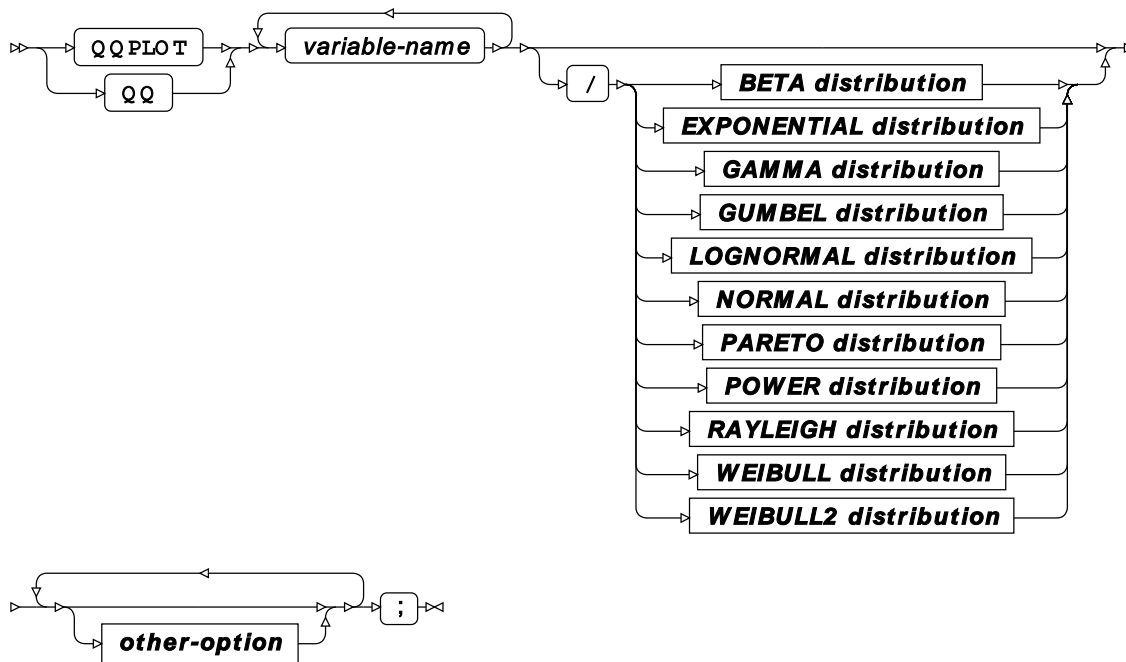 QQPLOT
variable-name
QQ
/
BETA distribution
EXPONENTIAL distribution
GAMMA distribution
GUMBEL distribution
LOGNORMAL distribution
NORMAL distribution
PARETO distribution
POWER distribution
RAYLEIGH distribution
WEIBULL distribution
WEIBULL2 distribution
;
other-option